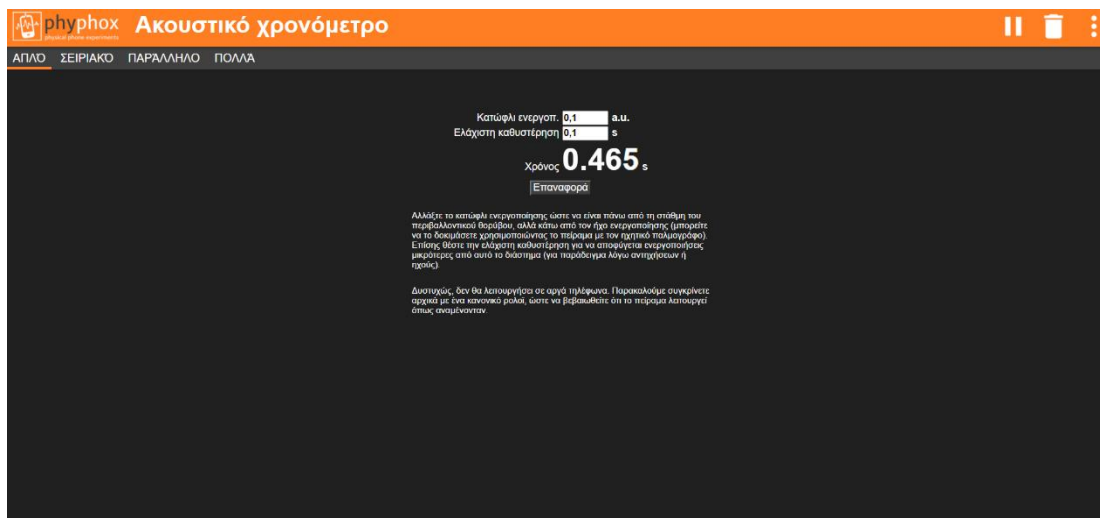 phyphox
physical phone experiments
Ακουστικό χρονόμετρο
ΑΠΛΌ ΣΕΙΡΙΑΚΌ ΠΑΡΆΛΛΗΛΟ ΠΟΛΛΆ
Κατώφλι ενεργοπ. 0,1 a.u.
Ελάχιστη καθυστέρηση 0,1 s
Χρόνος 0.465 s
Επαναφορά
Αλλάξτε το κατώφλι ενεργοποίησης ώστε να είναι πάνω από τη στάθμη του
περιβαλλοντικού θορύβου, αλλά κάτω από τον ήχο ενεργοποίησης (μπορείτε
να το δοκιμάσετε χρησιμοποιώντας το πείραμα με τον ηχητικό παλμογράφο).
Επίσης θέστε την ελάχιστη καθυστέρηση για να αποφύγεται ενεργοποιήσεις
μικρότερες από αυτό το διάστημα (για παράδειγμα λόγω αντηχήσεων ή
ηχούς).
Δυστυχώς, δεν θα λειτουργήσει σε αργά τηλέφωνα. Παρακαλούμε συγκρίνετε
αρχικά με ένα κανονικό ρολόι, ώστε να βεβαιωθείτε ότι το πείραμα λειτουργεί
όπως αναμένονταν.